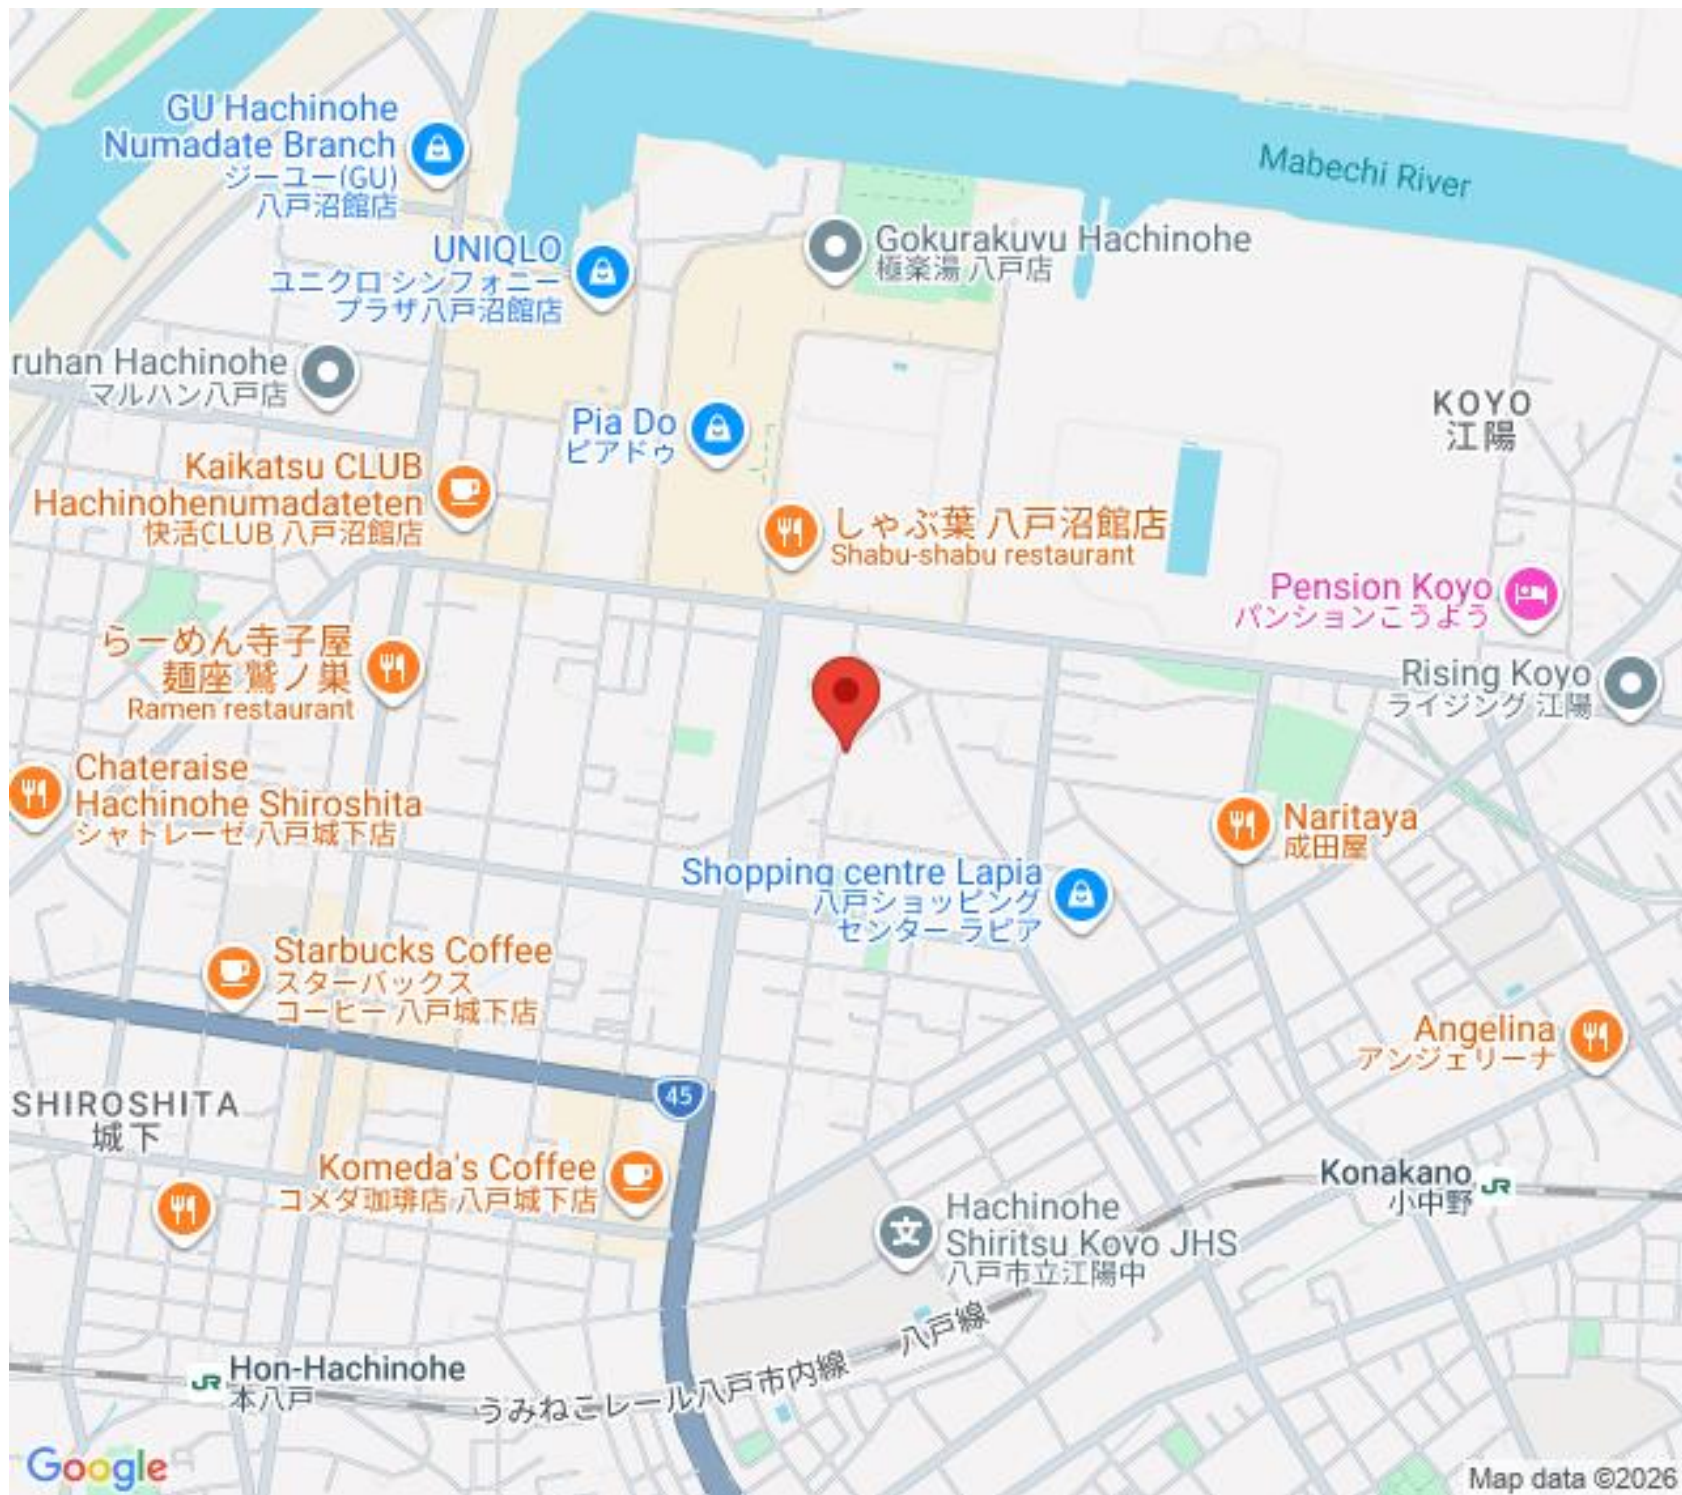 GU Hachinohe
Numadate Branch
ジーユー(GU)
八戸沼館店
Mabechi River
UNIQLO
ユニクロ シンフォニー
プラザ八戸沼館店
Gokurakuyu Hachinohe
極楽湯 八戸店
ruhan Hachinohe
マルハン八戸店
Pia Do
ピアドゥ
KOYO
江陽
Kaikatsu CLUB
Hachinohenumadateten
快活CLUB 八戸沼館店
しゃぶ葉 八戸沼館店
Shabu-shabu restaurant
Pension Koyo
パンションこうよう
らーめん寺子屋
麺座 鷲ノ巣
Ramen restaurant
Rising Koyo
ライジング 江陽
Chateraise
Hachinohe Shiroshita
シャトレーゼ 八戸城下店
Naritaya
成田屋
Shopping centre Lapia
八戸ショッピング
センター ラピア
Starbucks Coffee
スターバックス
コーヒー 八戸城下店
Angelina
アンジェリーナ
45
SHIROSHITA
城下
Komeda's Coffee
コメダ珈琲店 八戸城下店
Konakano
小中野
JR
文
Hachinohe
Shiritsu Koyo JHS
八戸市立江陽中
うみねこレール八戸市内線
八戸線
JR
Hon-Hachinohe
本八戸
Google
Map data ©2026